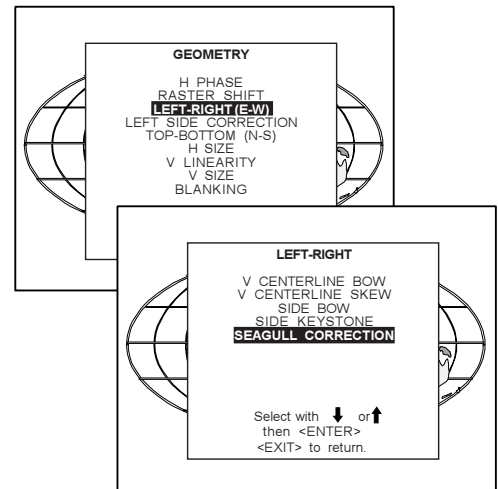 GEOMETRY
H PHASE
RASTER SHIFT
LEFT-RIGHT (E-W)
LEFT SIDE CORRECTION
TOP-BOTTOM (N-S)
H SIZE
V LINEARITY
V SIZE
BLANKING
LEFT-RIGHT
V CENTERLINE BOW
V CENTERLINE SKEW
SIDE BOW
SIDE KEYSTONE
SEAGULL CORRECTION
Select with ↓ or ↑
then <ENTER>
<EXIT> to return.